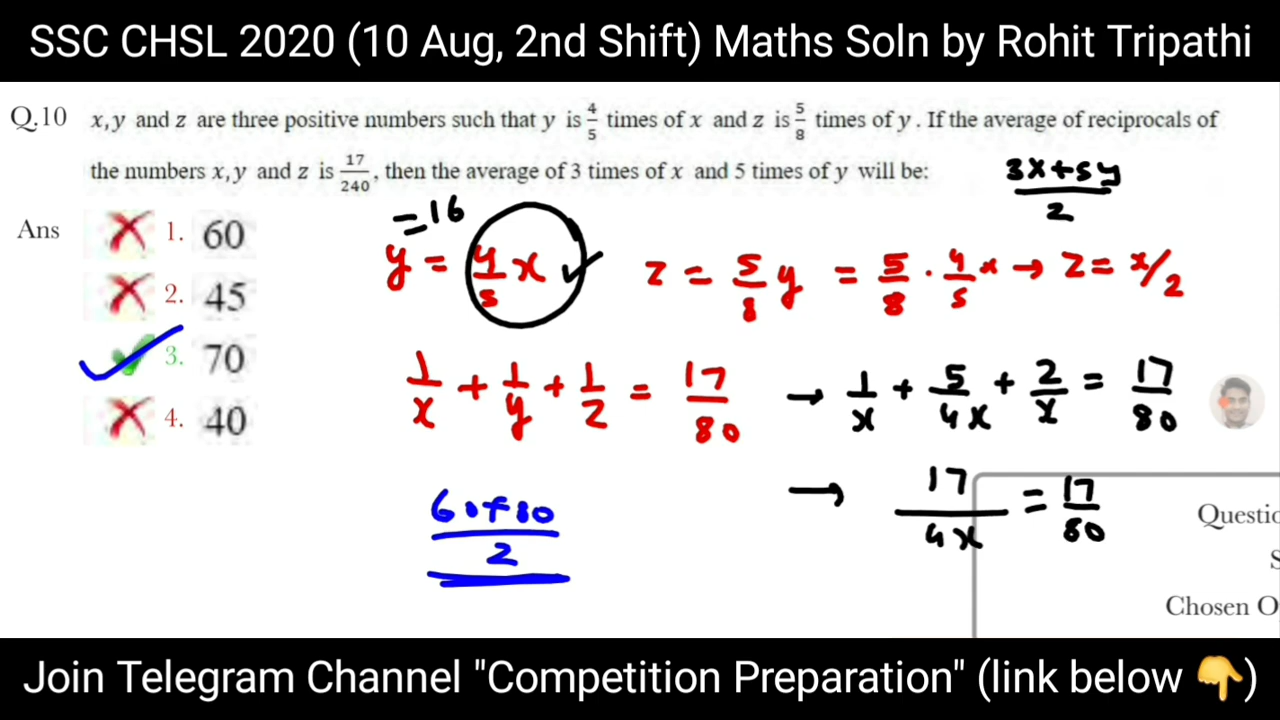 SSC CHSL 2020 (10 Aug, 2nd Shift) Maths Soln by Rohit Tripathi
Q.10 x, y and z are three positive numbers such that y is 4/5 times of x and z is 5/8 times of y . If the average of reciprocals of
the numbers x, y and z is 17/240, then the average of 3 times of x and 5 times of y will be:
3x+5y/2
Ans
1. 60
2. 45
3. 70
4. 40
=16
y = 4/5 x
z = 5/8 y = 5/8 · 4/5 x → z = x/2
1/x + 1/y + 1/z = 17/80 → 1/x + 5/4x + 2/x = 17/80
→ 17/4x = 17/80
60+80/2
Questio
S
Chosen O
Join Telegram Channel "Competition Preparation" (link below 👇)